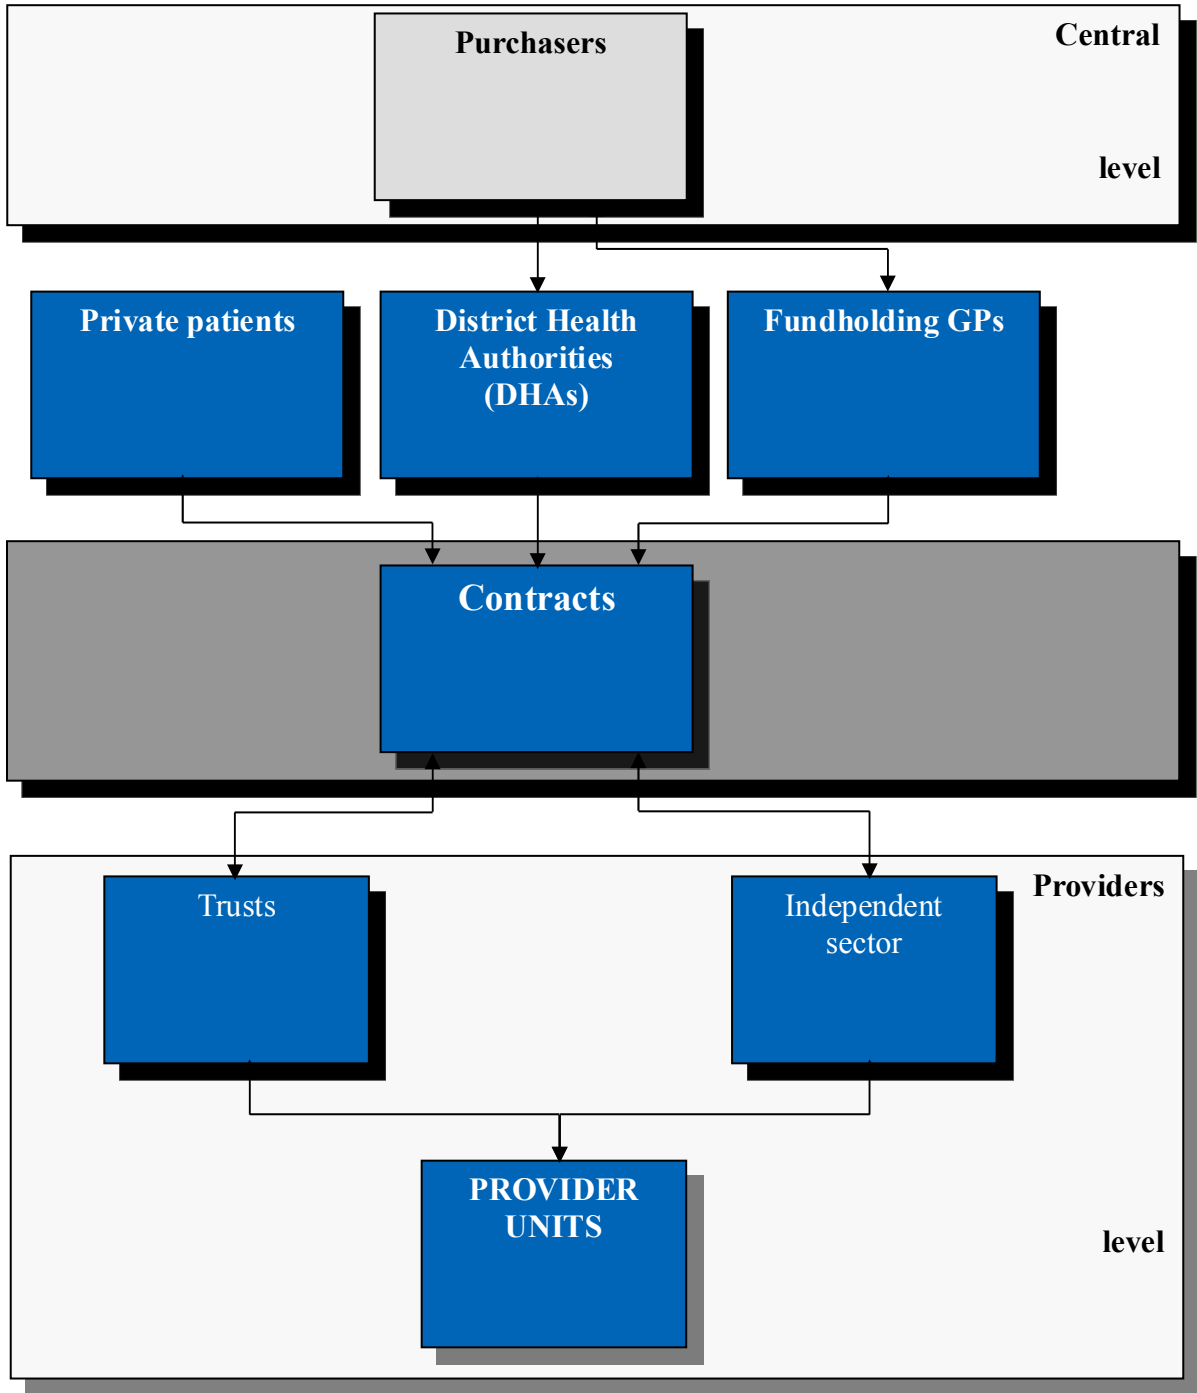 Purchasers
Central
level
Private patients
District Health
Authorities
(DHAs)
Fundholding GPs
Contracts
Trusts
Independent
sector
Providers
PROVIDER
UNITS
level